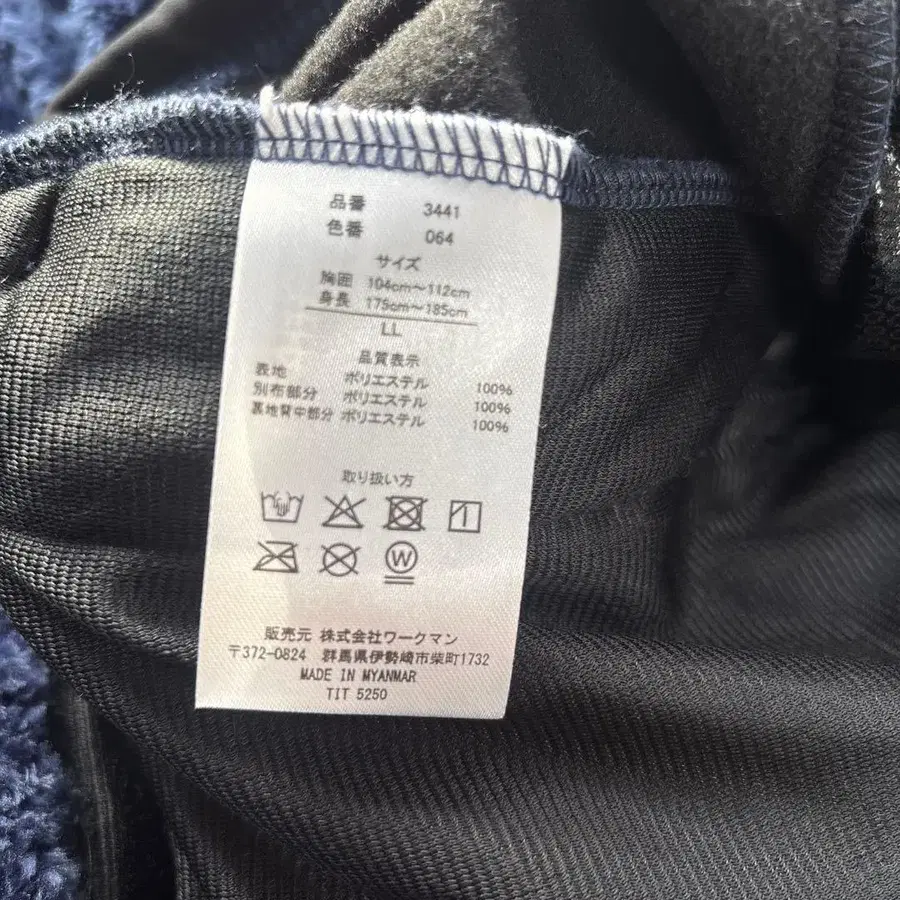 品番 3441
色番 064
サイズ
胸囲 104cm～112cm
身長 175cm～185cm
LL
品質表示
表地 ポリエステル 100%
別布部分 ポリエステル 100%
裏地背中部分 ポリエステル 100%
取り扱い方
W
販売元 株式会社ワークマン
〒372-0824 群馬県伊勢崎市柴町1732
MADE IN MYANMAR
TIT 5250